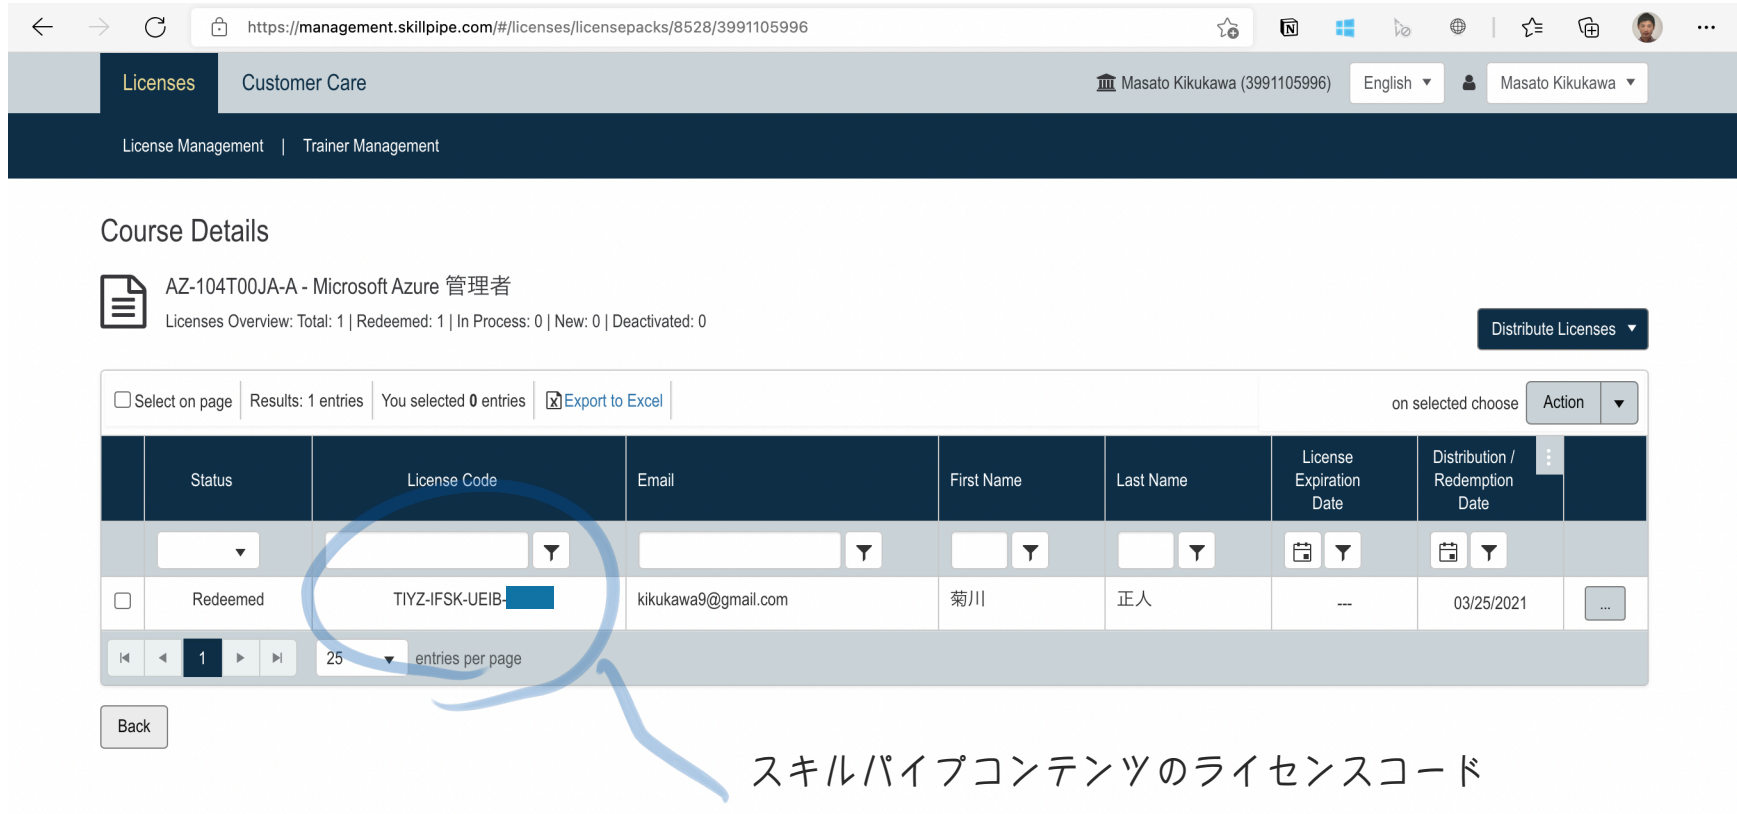 https://management.skillpipe.com/#/licenses/licensepacks/8528/3991105996
Licenses
Customer Care
Masato Kikukawa (3991105996)
English
Masato Kikukawa
License Management | Trainer Management
Course Details
AZ-104T00JA-A - Microsoft Azure 管理者
Licenses Overview: Total: 1 | Redeemed: 1 | In Process: 0 | New: 0 | Deactivated: 0
Distribute Licenses
Select on page
Results: 1 entries
You selected 0 entries
Export to Excel
on selected choose
Action
Status
License Code
Email
First Name
Last Name
License
Expiration
Date
Distribution /
Redemption
Date
Redeemed
TIYZ-IFSK-UEIB-
kikukawa9@gmail.com
菊川
正人
---
03/25/2021
...
1
25
entries per page
Back
スキルパイプコンテンツのライセンスコード